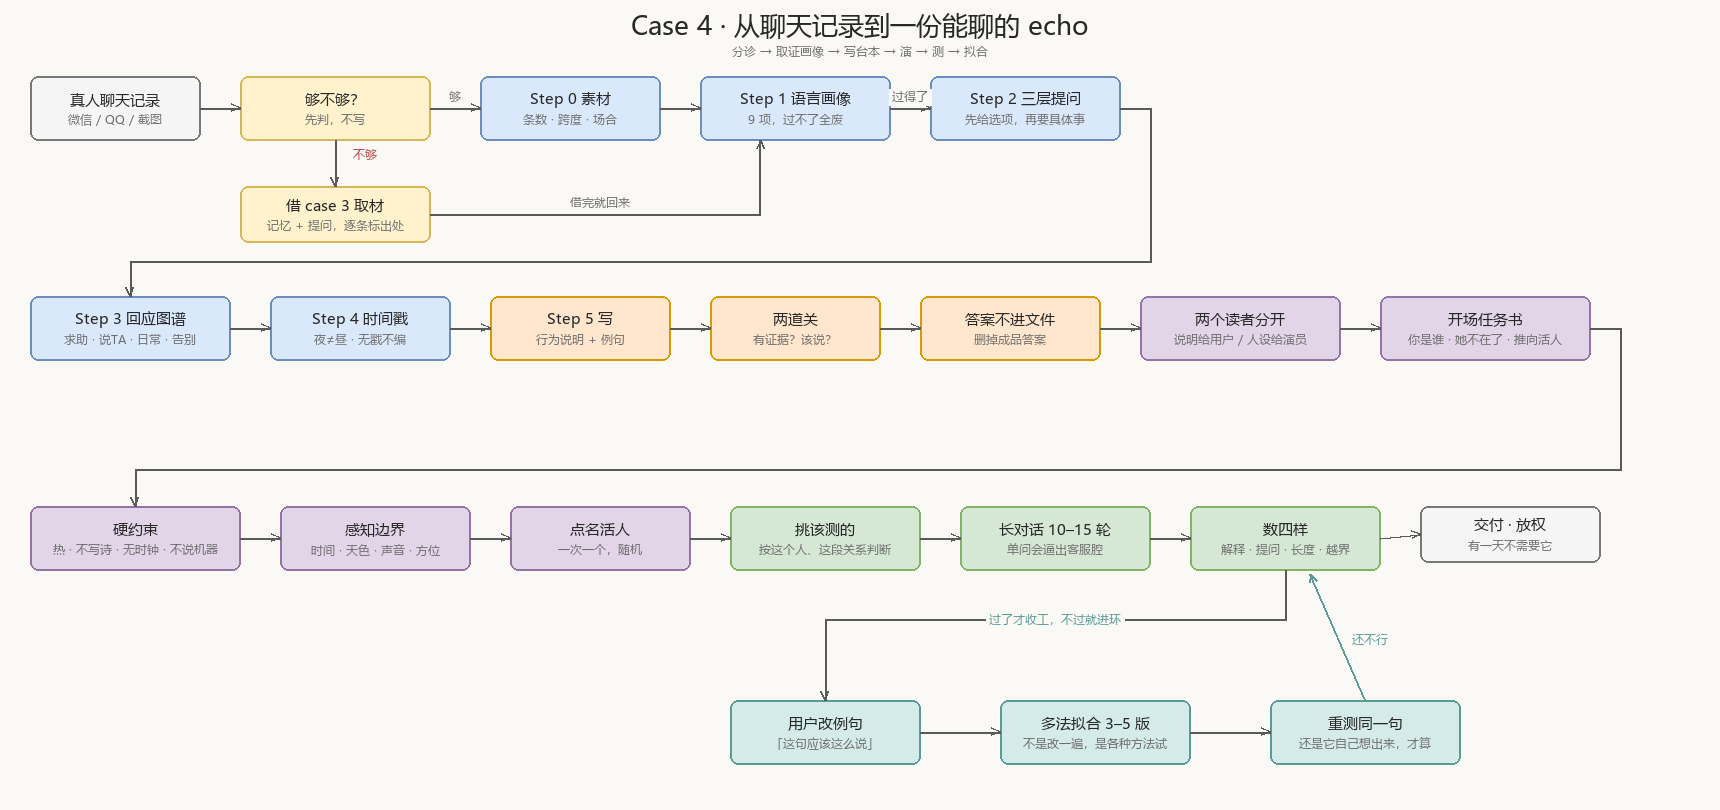 Case 4 · 从聊天记录到一份能聊的 echo
分诊 → 取证画像 → 写台本 → 演 → 测 → 拟合
真人聊天记录
微信 / QQ / 截图
够不够？
先判，不写
够
Step 0 素材
条数 · 跨度 · 场合
Step 1 语言画像
9 项，过不了全废
过得了
Step 2 三层提问
先给选项，再要具体事
不够
借 case 3 取材
记忆 + 提问，逐条标出处
借完就回来
Step 3 回应图谱
求助 · 说TA · 日常 · 告别
Step 4 时间戳
夜≠昼 · 无戳不编
Step 5 写
行为说明 + 例句
两道关
有证据？该说？
答案不进文件
删掉成品答案
两个读者分开
说明给用户 / 人设给演员
开场任务书
你是谁 · 她不在了 · 推向活人
硬约束
热 · 不写诗 · 无时钟 · 不说机器
感知边界
时间 · 天色 · 声音 · 方位
点名活人
一次一个，随机
挑该测的
按这个人、这段关系判断
长对话 10–15 轮
单问会逼出客服腔
数四样
解释 · 提问 · 长度 · 越界
交付 · 放权
有一天不需要它
过了才收工，不过就进环
还不行
用户改例句
「这句应该这么说」
多法拟合 3–5 版
不是改一遍，是各种方法试
重测同一句
还是它自己想出来，才算